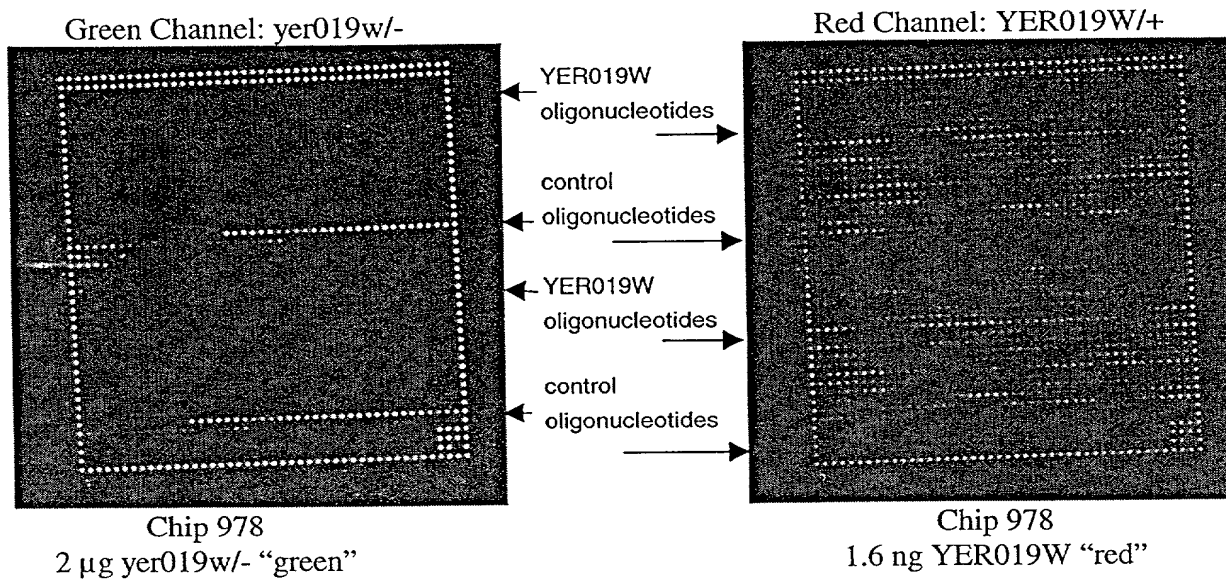 Green Channel: yer019w/-
Red Channel: YER019W/+
YER019W
oligonucleotides
control
oligonucleotides
YER019W
oligonucleotides
control
oligonucleotides
Chip 978
2 µg yer019w/- “green”
Chip 978
1.6 ng YER019W “red”